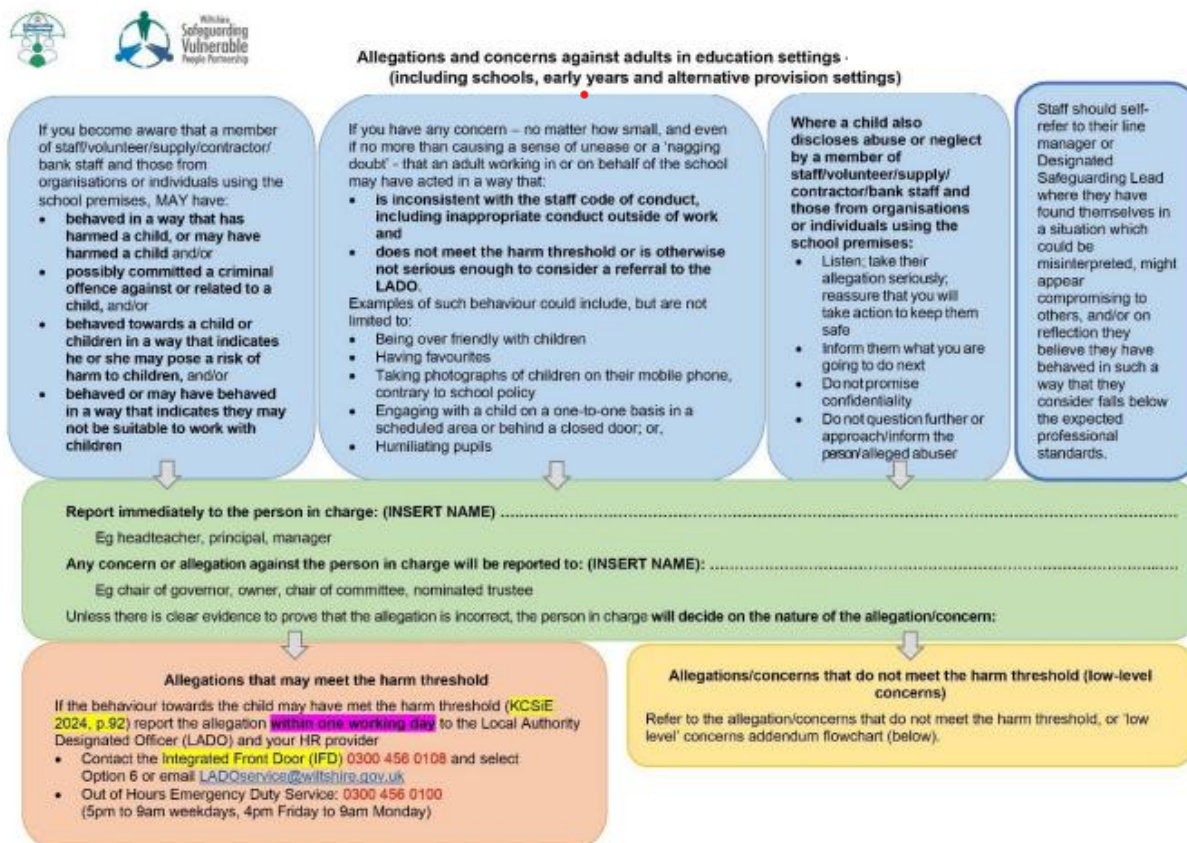 Wiltshire
Safeguarding
Vulnerable
People Partnership
Allegations and concerns against adults in education settings -
(including schools, early years and alternative provision settings)
If you become aware that a member
of staff/volunteer/supply/contractor/
bank staff and those from
organisations or individuals using the
school premises, MAY have:
• behaved in a way that has
harmed a child, or may have
harmed a child and/or
• possibly committed a criminal
offence against or related to a
child, and/or
• behaved towards a child or
children in a way that indicates
he or she may pose a risk of
harm to children, and/or
• behaved or may have behaved
in a way that indicates they may
not be suitable to work with
children
If you have any concern – no matter how small, and even
if no more than causing a sense of unease or a 'nagging
doubt' - that an adult working in or on behalf of the school
may have acted in a way that:
• is inconsistent with the staff code of conduct,
including inappropriate conduct outside of work
and
• does not meet the harm threshold or is otherwise
not serious enough to consider a referral to the
LADO.
Examples of such behaviour could include, but are not
limited to:
• Being over friendly with children
• Having favourites
• Taking photographs of children on their mobile phone,
contrary to school policy
• Engaging with a child on a one-to-one basis in a
scheduled area or behind a closed door; or,
• Humiliating pupils
Where a child also
discloses abuse or neglect
by a member of
staff/volunteer/supply/
contractor/bank staff and
those from organisations
or individuals using the
school premises:
• Listen; take their
allegation seriously;
reassure that you will
take action to keep them
safe
• Inform them what you are
going to do next
• Do not promise
confidentiality
• Do not question further or
approach/inform the
person/alleged abuser
Staff should self-
refer to their line
manager or
Designated
Safeguarding Lead
where they have
found themselves in
a situation which
could be
misinterpreted, might
appear
compromising to
others, and/or on
reflection they
believe they have
behaved in such a
way that they
consider falls below
the expected
professional
standards.
Report immediately to the person in charge: (INSERT NAME) ....................................................................................
Eg headteacher, principal, manager
Any concern or allegation against the person in charge will be reported to: (INSERT NAME): ..........................................................
Eg chair of governor, owner, chair of committee, nominated trustee
Unless there is clear evidence to prove that the allegation is incorrect, the person in charge will decide on the nature of the allegation/concern:
Allegations that may meet the harm threshold
If the behaviour towards the child may have met the harm threshold (KCSiE
2024, p.92) report the allegation within one working day to the Local Authority
Designated Officer (LADO) and your HR provider
• Contact the Integrated Front Door (IFD) 0300 456 0108 and select
Option 6 or email LADOservice@wiltshire.gov.uk
• Out of Hours Emergency Duty Service: 0300 456 0100
(5pm to 9am weekdays, 4pm Friday to 9am Monday)
Allegations/concerns that do not meet the harm threshold (low-level
concerns)
Refer to the allegation/concerns that do not meet the harm threshold, or 'low
level' concerns addendum flowchart (below).